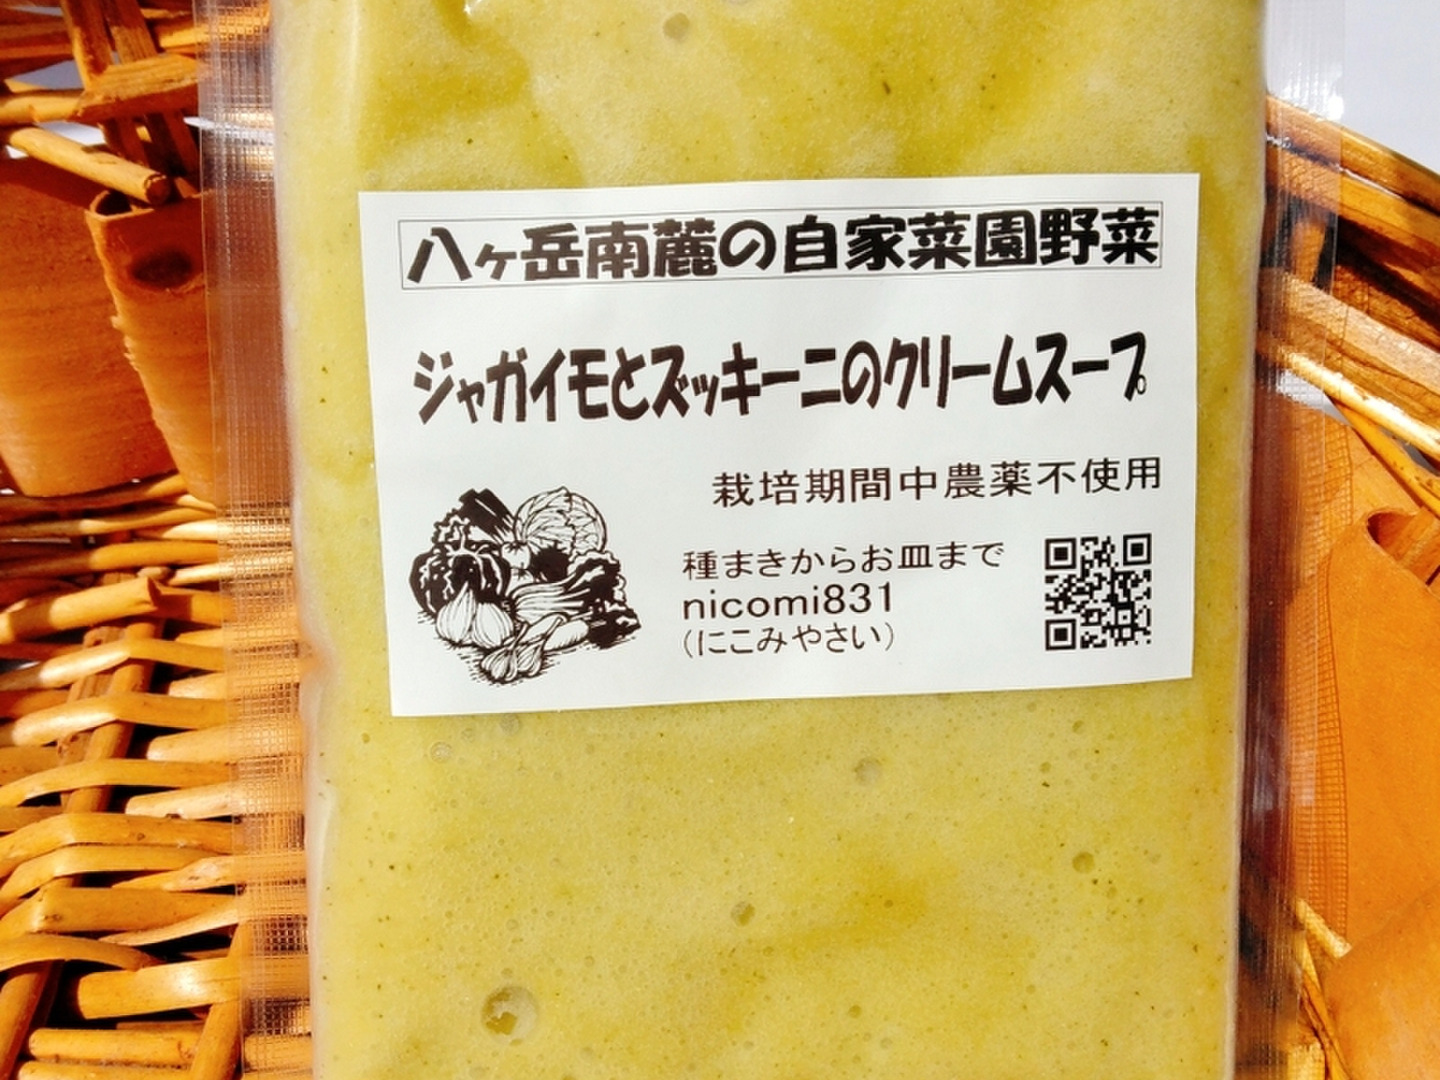 八ヶ岳南麓の自家菜園野菜
ジャガイモとズッキーニのクリームスープ
栽培期間中農薬不使用
種まきからお皿まで
nicomi831
（にこみやさい）